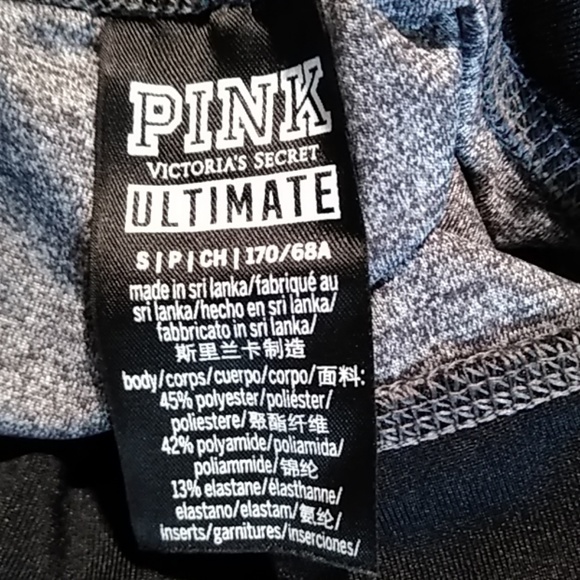 PINK
VICTORIA'S SECRET
ULTIMATE
S | P | CH | 170/68A
made in sri lanka/fabriqué au
sri lanka/hecho en sri lanka/
fabbricato in sri lanka/
斯里兰卡制造
body/corps/cuerpo/corpo/面料:
45% polyester/poliéster/
poliestere/聚酯纤维
42% polyamide/poliamida/
poliammide/锦纶
13% elastane/élasthanne/
elastano/elastam/氨纶/
inserts/garnitures/inserciones/